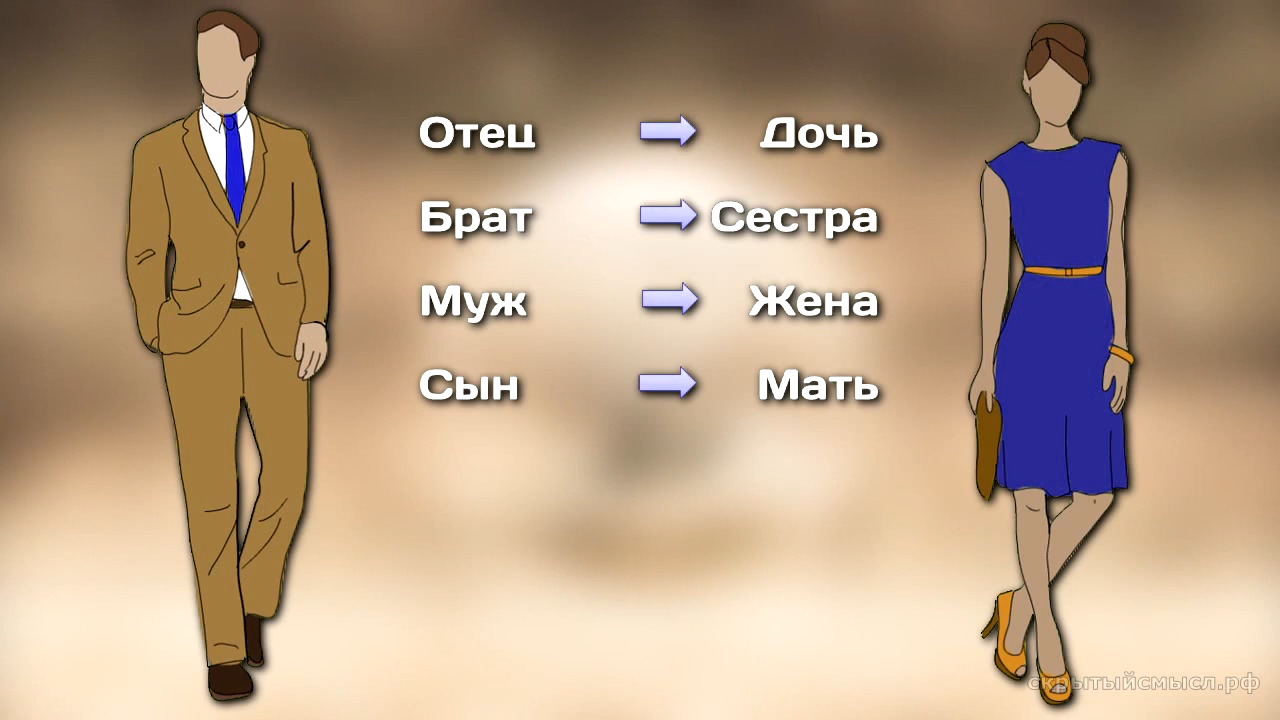 Отец Дочь
Брат Сестра
Муж Жена
Сын Мать
скрытыйсмысл.рф